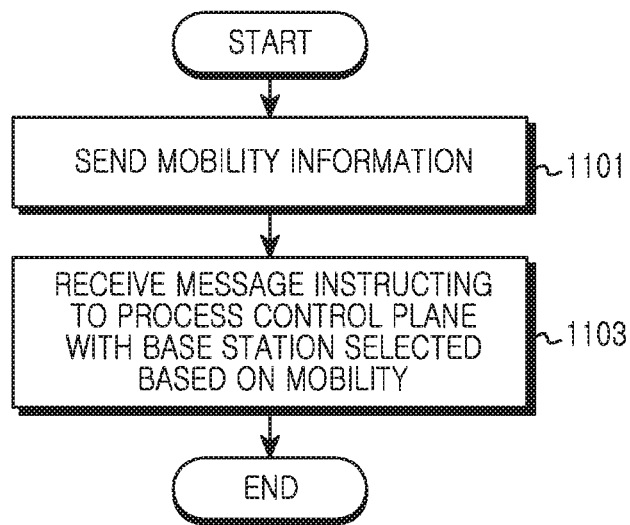 START
SEND MOBILITY INFORMATION
1101
RECEIVE MESSAGE INSTRUCTING
TO PROCESS CONTROL PLANE
WITH BASE STATION SELECTED
BASED ON MOBILITY
1103
END